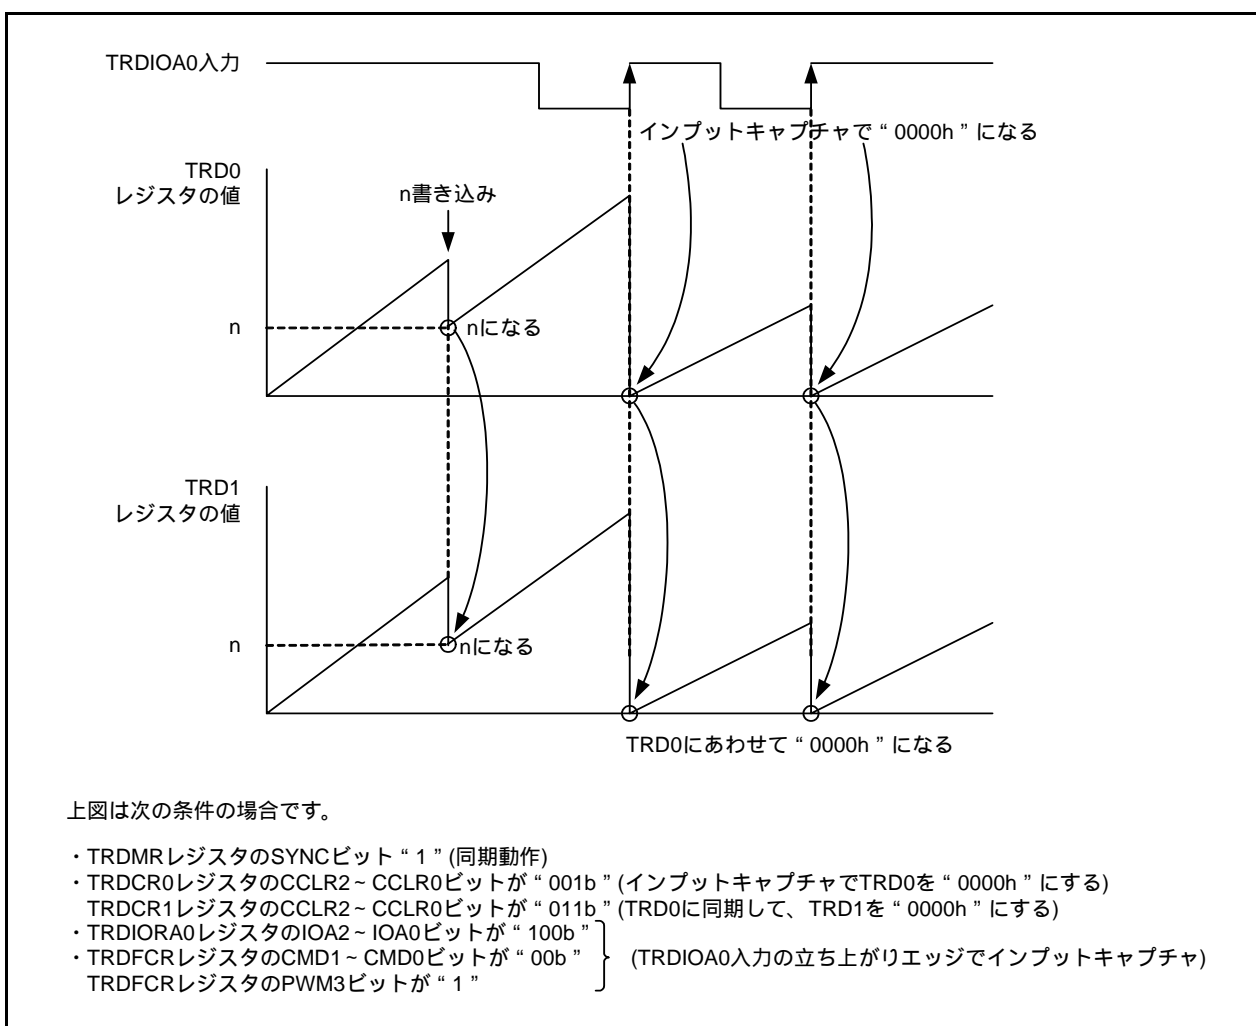 TRDIOA0入力
インプットキャプチャで“0000h”になる
TRD0
レジスタの値
n書き込み
n
nになる
TRD1
レジスタの値
n
nになる
TRD0にあわせて“0000h”になる
上図は次の条件の場合です。
・TRDMRレジスタのSYNCビット“1”(同期動作)
・TRDCR0レジスタのCCLR2~CCLR0ビットが“001b”(インプットキャプチャでTRD0を“0000h”にする)
TRDCR1レジスタのCCLR2~CCLR0ビットが“011b”(TRD0に同期して、TRD1を“0000h”にする)
・TRDIORA0レジスタのIOA2~IOA0ビットが“100b”
・TRDFCRレジスタのCMD1~CMD0ビットが“00b” (TRDIOA0入力の立ち上がりエッジでインプットキャプチャ)
TRDFCRレジスタのPWM3ビットが“1”